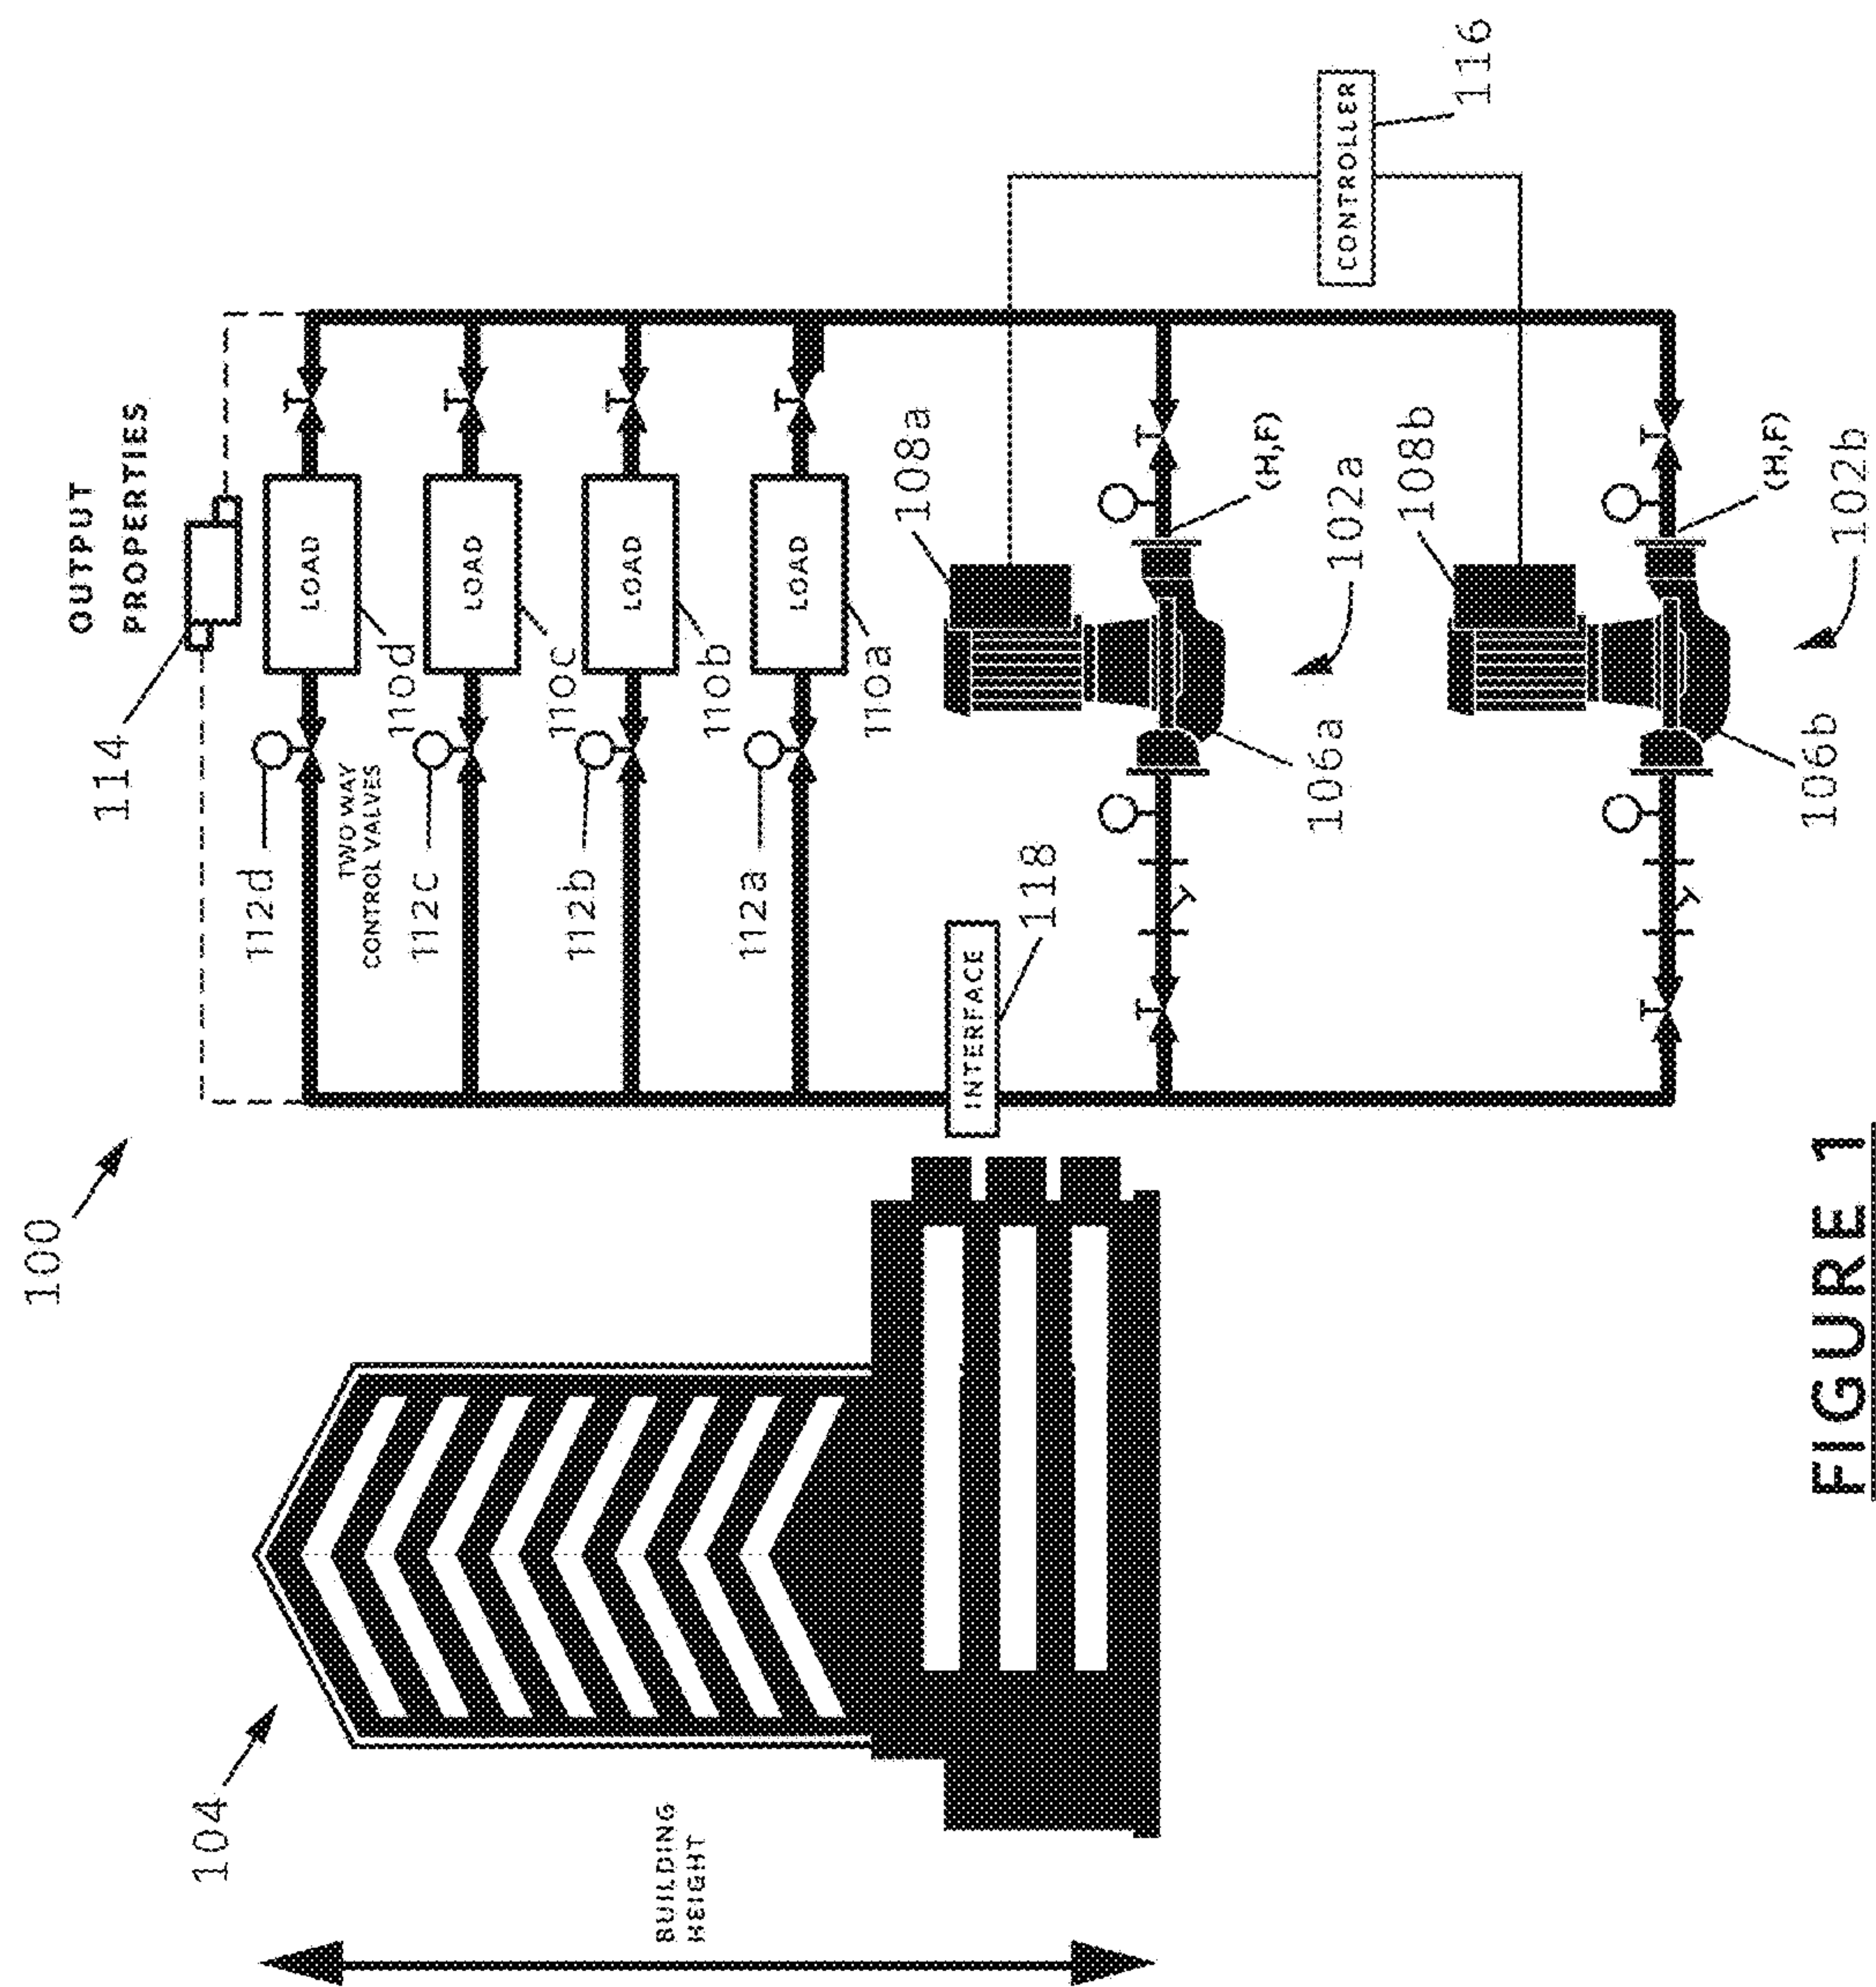 100
104
BUILDING
HEIGHT
OUTPUT
PROPERTIES
114
LOAD
110d
112d
TWO WAY
CONTROL VALVES
LOAD
110c
112c
LOAD
110b
112b
LOAD
110a
112a
INTERFACE
118
108a
(H,F)
102a
106a
CONTROLLER
116
108b
(H,F)
102b
106b
FIGURE 1